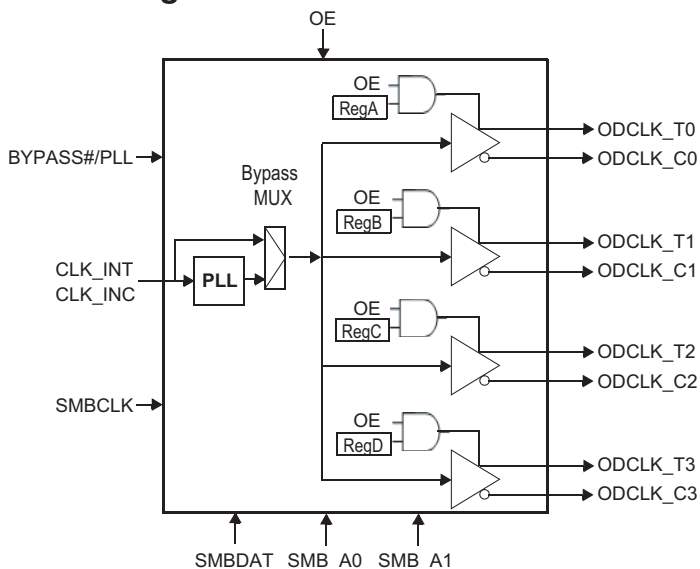 g
OE
OE
RegA
ODCLK_T0
ODCLK_C0
BYPASS#/PLL
Bypass
MUX
OE
RegB
ODCLK_T1
ODCLK_C1
CLK_INT
CLK_INC
PLL
OE
RegC
ODCLK_T2
ODCLK_C2
SMBCLK
OE
RegD
ODCLK_T3
ODCLK_C3
SMBDAT SMB_A0 SMB_A1